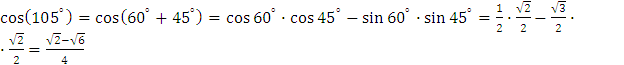 cos(105°) = cos(60° + 45°) = cos 60° · cos 45° − sin 60° · sin 45° = 1/2 · √2/2 − √3/2 ·
· √2/2 = (√2−√6)/4